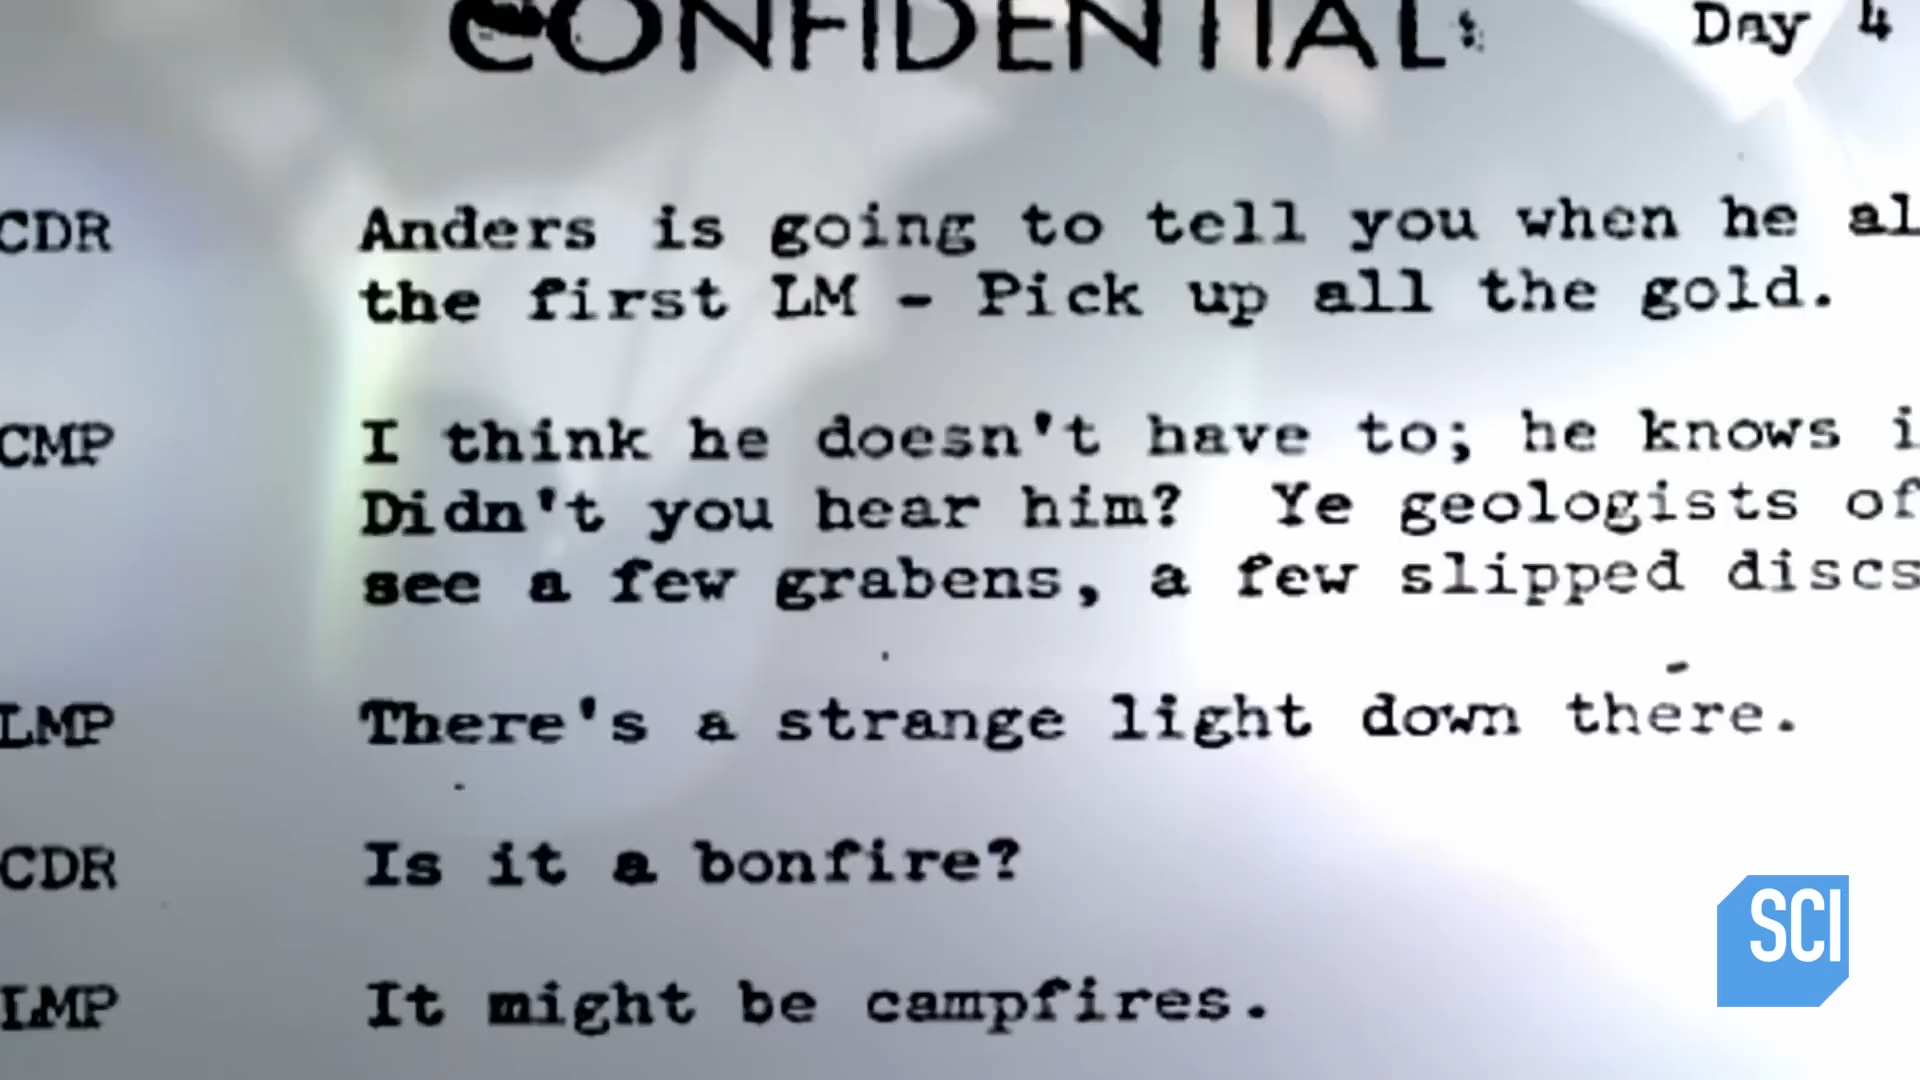 CONFIDENTIAL Day 4
CDR Anders is going to tell you when he
the first LM - Pick up all the gold.
CMP I think he doesn't have to; he knows
Didn't you hear him? Ye geologists of
see a few grabens, a few slipped discs
LMP There's a strange light down there.
CDR Is it a bonfire?
LMP It might be campfires.
SCI